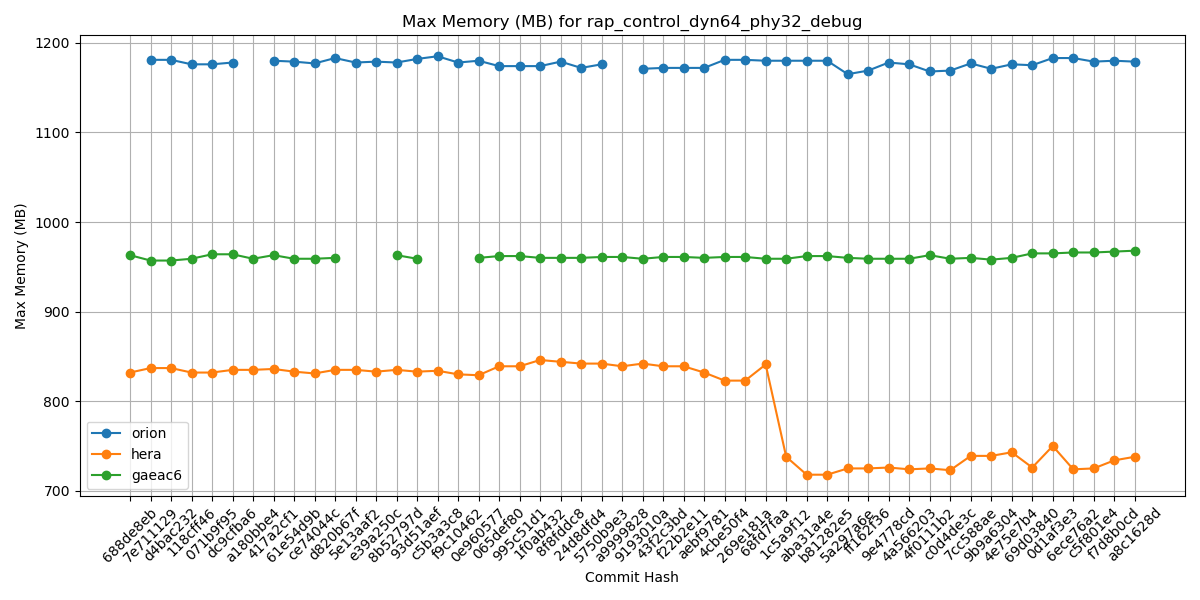 Max Memory (MB) for rap_control_dyn64_phy32_debug
1200
1100
1000
900
800
700
Max Memory (MB)
orion
hera
gaeac6
688de8eb
7e711129
d4bac232
118cff46
071b9f95
dc9cfba6
a180bbe4
417a2cf1
61e54d9b
ce74044c
d820b67f
5e13aaf2
e39a250c
8b52797d
93d51aef
c5b3a3c8
f9c10462
0e960577
065def80
995c51d1
1f0ab432
8f6fddc8
24d8dfd4
5750b9e3
a9999828
9193010a
43f2c3bd
f22b2e11
aebf9781
4cbe50f4
269e181a
68fd7faa
1c5a9f12
aba31a4e
b81282e5
5a297a6e
ff162f36
9e4778cd
4a566203
4f0111b2
c0d4de3c
7cc588ae
9b9a6304
4e75e7b4
69d03840
0d1af3e3
6ece76a2
c5f801e4
f7d8b0cd
a8c1628d
Commit Hash